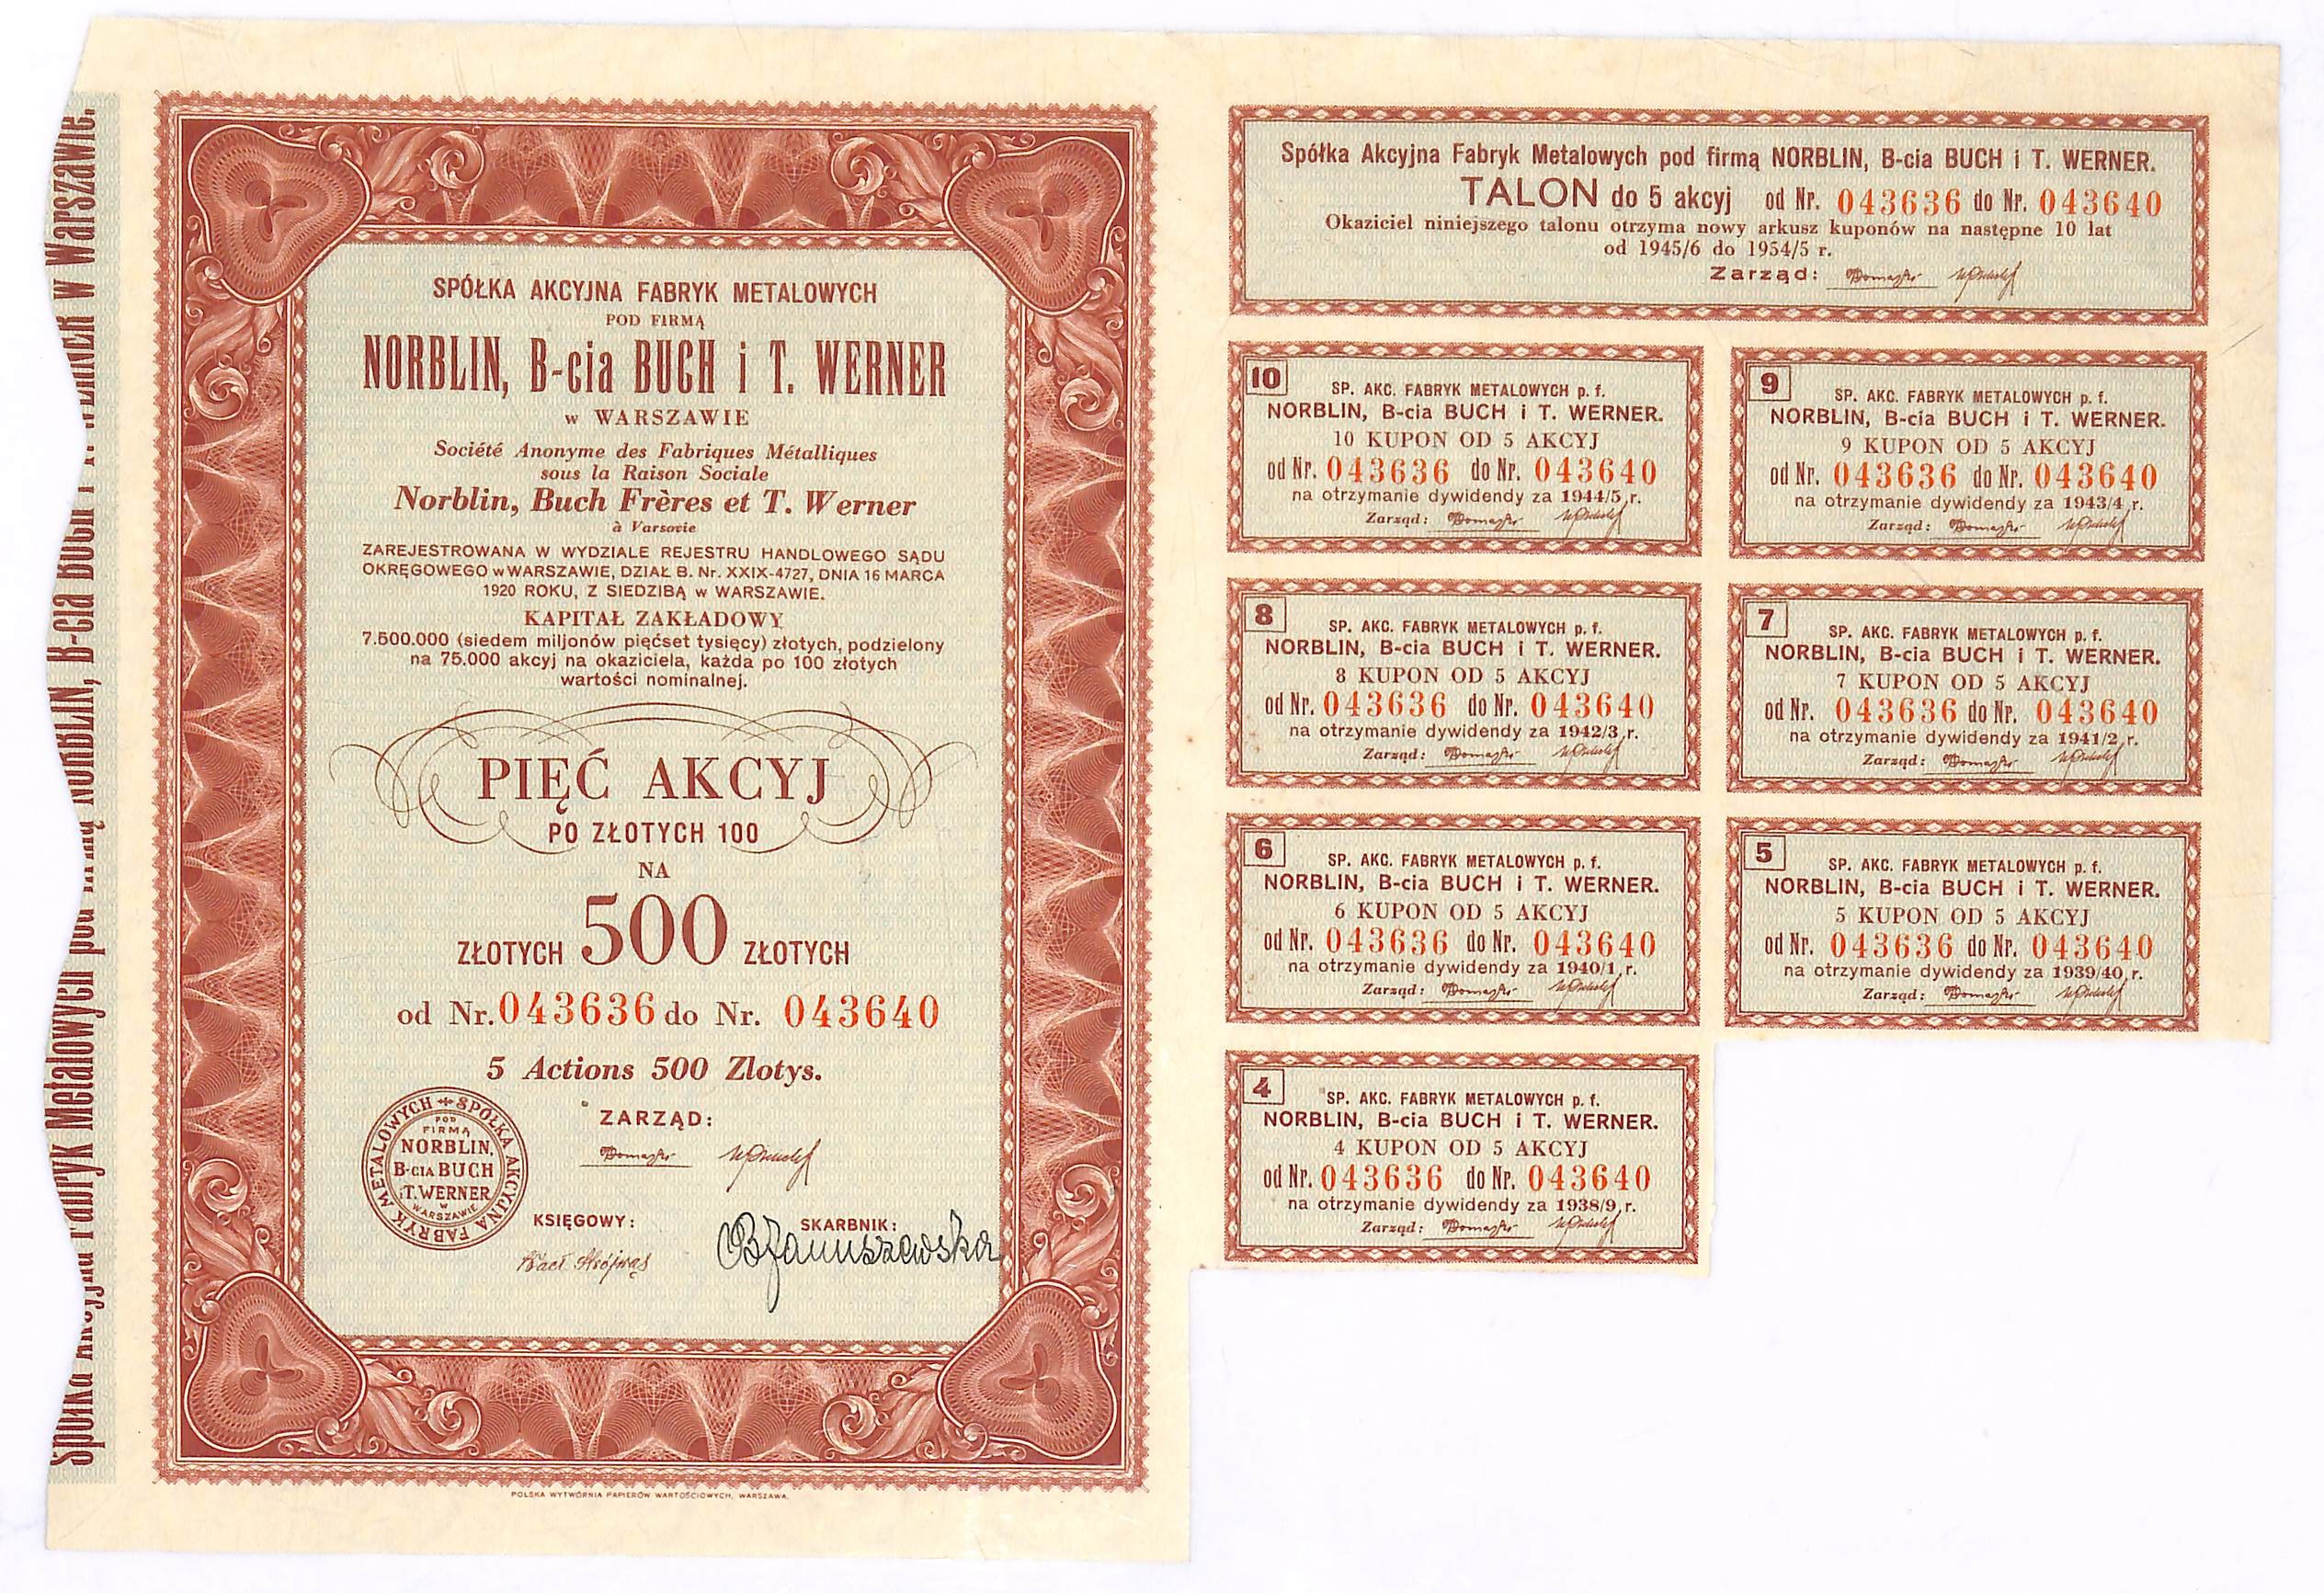 Spółka Akcyjna Fabryk Metalowych pod firmą NORBLIN, B-cia BUCH i T. WERNER w Warszawie.
SPÓŁKA AKCYJNA FABRYK METALOWYCH
POD FIRMĄ
NORBLIN, B-cia BUCH i T. WERNER
w WARSZAWIE
Société Anonyme des Fabriques Métalliques
sous la Raison Sociale
Norblin, Buch Frères et T. Werner
à Varsovie
ZAREJESTROWANA W WYDZIALE REJESTRU HANDLOWEGO SĄDU
OKRĘGOWEGO w WARSZAWIE, DZIAŁ B. Nr. XXIX-4727, DNIA 16 MARCA
1920 ROKU, Z SIEDZIBĄ w WARSZAWIE.
KAPITAŁ ZAKŁADOWY
7.500.000 (siedem miljonów pięćset tysięcy) złotych, podzielony
na 75.000 akcyj na okaziciela, każda po 100 złotych
wartości nominalnej.
PIĘĆ AKCYJ
PO ZŁOTYCH 100
NA
ZŁOTYCH 500 ZŁOTYCH
od Nr. 043636 do Nr. 043640
5 Actions 500 Zlotys.
ZARZĄD:
SPÓŁKA AKCYJNA FABRYK METALOWYCH
POD
FIRMĄ
NORBLIN,
B-CIA BUCH
i T. WERNER
W
WARSZAWIE
KSIĘGOWY:
SKARBNIK:
BJanuszewska
POLSKA WYTWÓRNIA PAPIERÓW WARTOŚCIOWYCH, WARSZAWA.
Spółka Akcyjna Fabryk Metalowych pod firmą NORBLIN, B-cia BUCH i T. WERNER.
TALON do 5 akcyj od Nr. 043636 do Nr. 043640
Okaziciel niniejszego talonu otrzyma nowy arkusz kuponów na następne 10 lat
od 1945/6 do 1954/5 r.
Zarząd:
10
SP. AKC. FABRYK METALOWYCH p. f.
NORBLIN, B-cia BUCH i T. WERNER.
10 KUPON OD 5 AKCYJ
od Nr. 043636 do Nr. 043640
na otrzymanie dywidendy za 1944/5 r.
Zarząd:
9
SP. AKC. FABRYK METALOWYCH p. f.
NORBLIN, B-cia BUCH i T. WERNER.
9 KUPON OD 5 AKCYJ
od Nr. 043636 do Nr. 043640
na otrzymanie dywidendy za 1943/4 r.
Zarząd:
8
SP. AKC. FABRYK METALOWYCH p. f.
NORBLIN, B-cia BUCH i T. WERNER.
8 KUPON OD 5 AKCYJ
od Nr. 043636 do Nr. 043640
na otrzymanie dywidendy za 1942/3 r.
Zarząd:
7
SP. AKC. FABRYK METALOWYCH p. f.
NORBLIN, B-cia BUCH i T. WERNER.
7 KUPON OD 5 AKCYJ
od Nr. 043636 do Nr. 043640
na otrzymanie dywidendy za 1941/2 r.
Zarząd:
6
SP. AKC. FABRYK METALOWYCH p. f.
NORBLIN, B-cia BUCH i T. WERNER.
6 KUPON OD 5 AKCYJ
od Nr. 043636 do Nr. 043640
na otrzymanie dywidendy za 1940/1 r.
Zarząd:
5
SP. AKC. FABRYK METALOWYCH p. f.
NORBLIN, B-cia BUCH i T. WERNER.
5 KUPON OD 5 AKCYJ
od Nr. 043636 do Nr. 043640
na otrzymanie dywidendy za 1939/40 r.
Zarząd:
4
SP. AKC. FABRYK METALOWYCH p. f.
NORBLIN, B-cia BUCH i T. WERNER.
4 KUPON OD 5 AKCYJ
od Nr. 043636 do Nr. 043640
na otrzymanie dywidendy za 1938/9 r.
Zarząd: